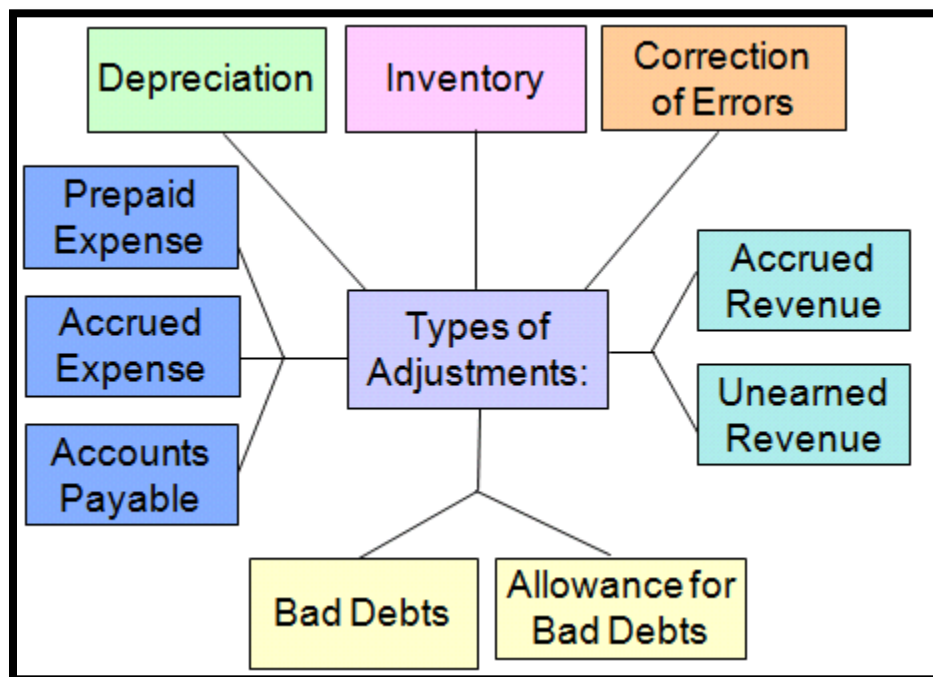 Depreciation
Inventory
Correction
of Errors
Prepaid
Expense
Accrued
Expense
Accounts
Payable
Types of
Adjustments:
Accrued
Revenue
Unearned
Revenue
Bad Debts
Allowance for
Bad Debts